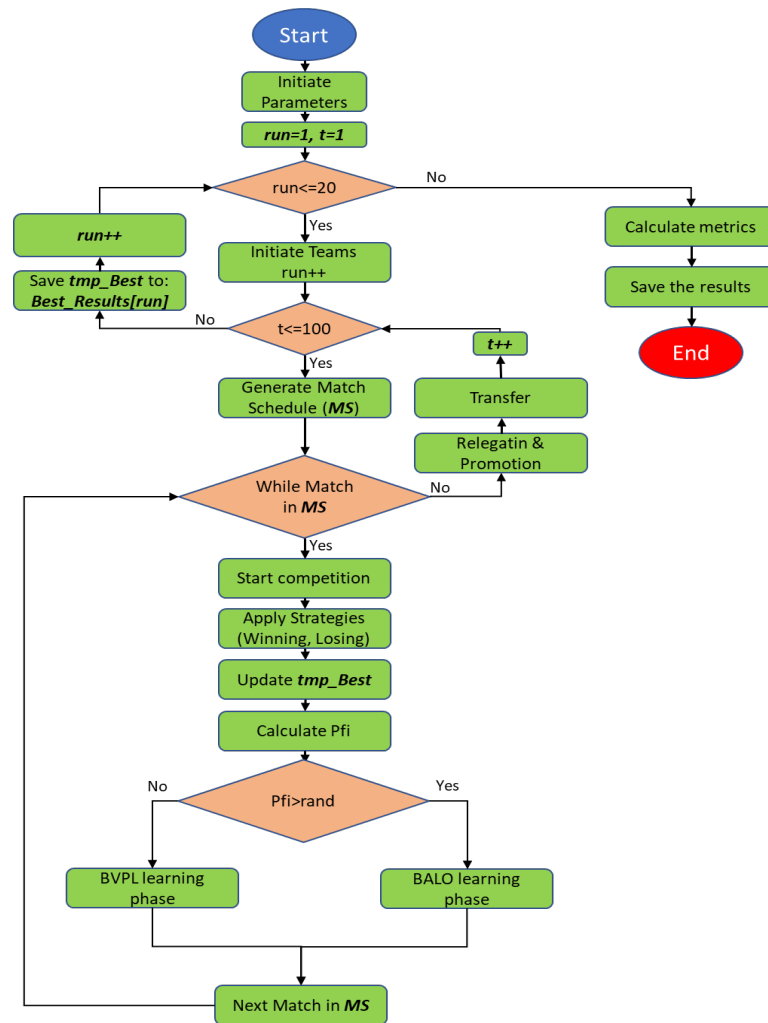 Start
Initiate
Parameters
run=1, t=1
run<=20
No
Yes
run++
Initiate Teams
run++
Calculate metrics
Save tmp_Best to:
Best_Results[run]
Save the results
No
t<=100
t++
End
Yes
Generate Match
Schedule (MS)
Transfer
Relegatin &
Promotion
While Match
in MS
No
Yes
Start competition
Apply Strategies
(Winning, Losing)
Update tmp_Best
Calculate Pfi
No
Yes
Pfi>rand
BVPL learning
phase
BALO learning
phase
Next Match in MS